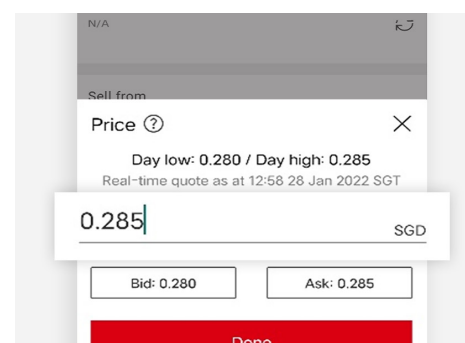 N/A
Sell from
Price ?
Day low: 0.280 / Day high: 0.285
Real-time quote as at 12:58 28 Jan 2022 SGT
0.285
SGD
Bid: 0.280 Ask: 0.285
Done